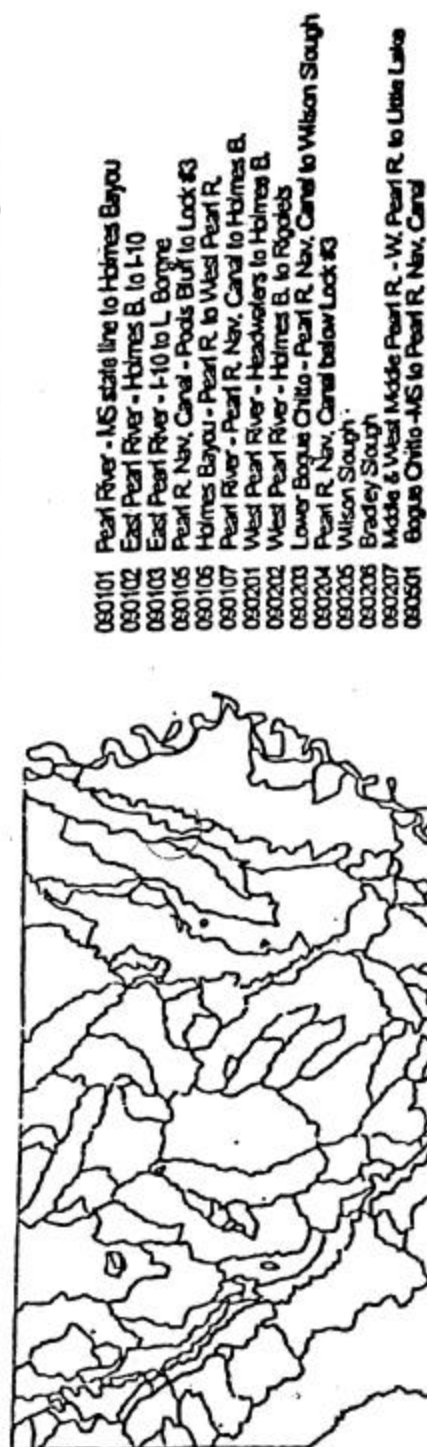 090101 Pearl River - MS state line to Holmes Bayou
090102 East Pearl River - Holmes B. to I-10
090103 East Pearl River - I-10 to L. Borgne
090105 Pearl R. Nav. Canal - Pools Bluff to Lock #3
090106 Holmes Bayou - Pearl R. to West Pearl R.
090107 Pearl River - Pearl R. Nav. Canal to Holmes B.
090201 West Pearl River - Headwaters to Holmes B.
090202 West Pearl River - Holmes B. to Rigolets
090203 Lower Bogue Chitto - Pearl R. Nav. Canal to Wilson Slough
090204 Pearl R. Nav. Canal below Lock #3
090205 Wilson Slough
090206 Bradley Slough
090207 Middle & West Middle Pearl R. - W. Pearl R. to Little Lake
090501 Bogue Chitto -MS to Pearl R. Nav. Canal